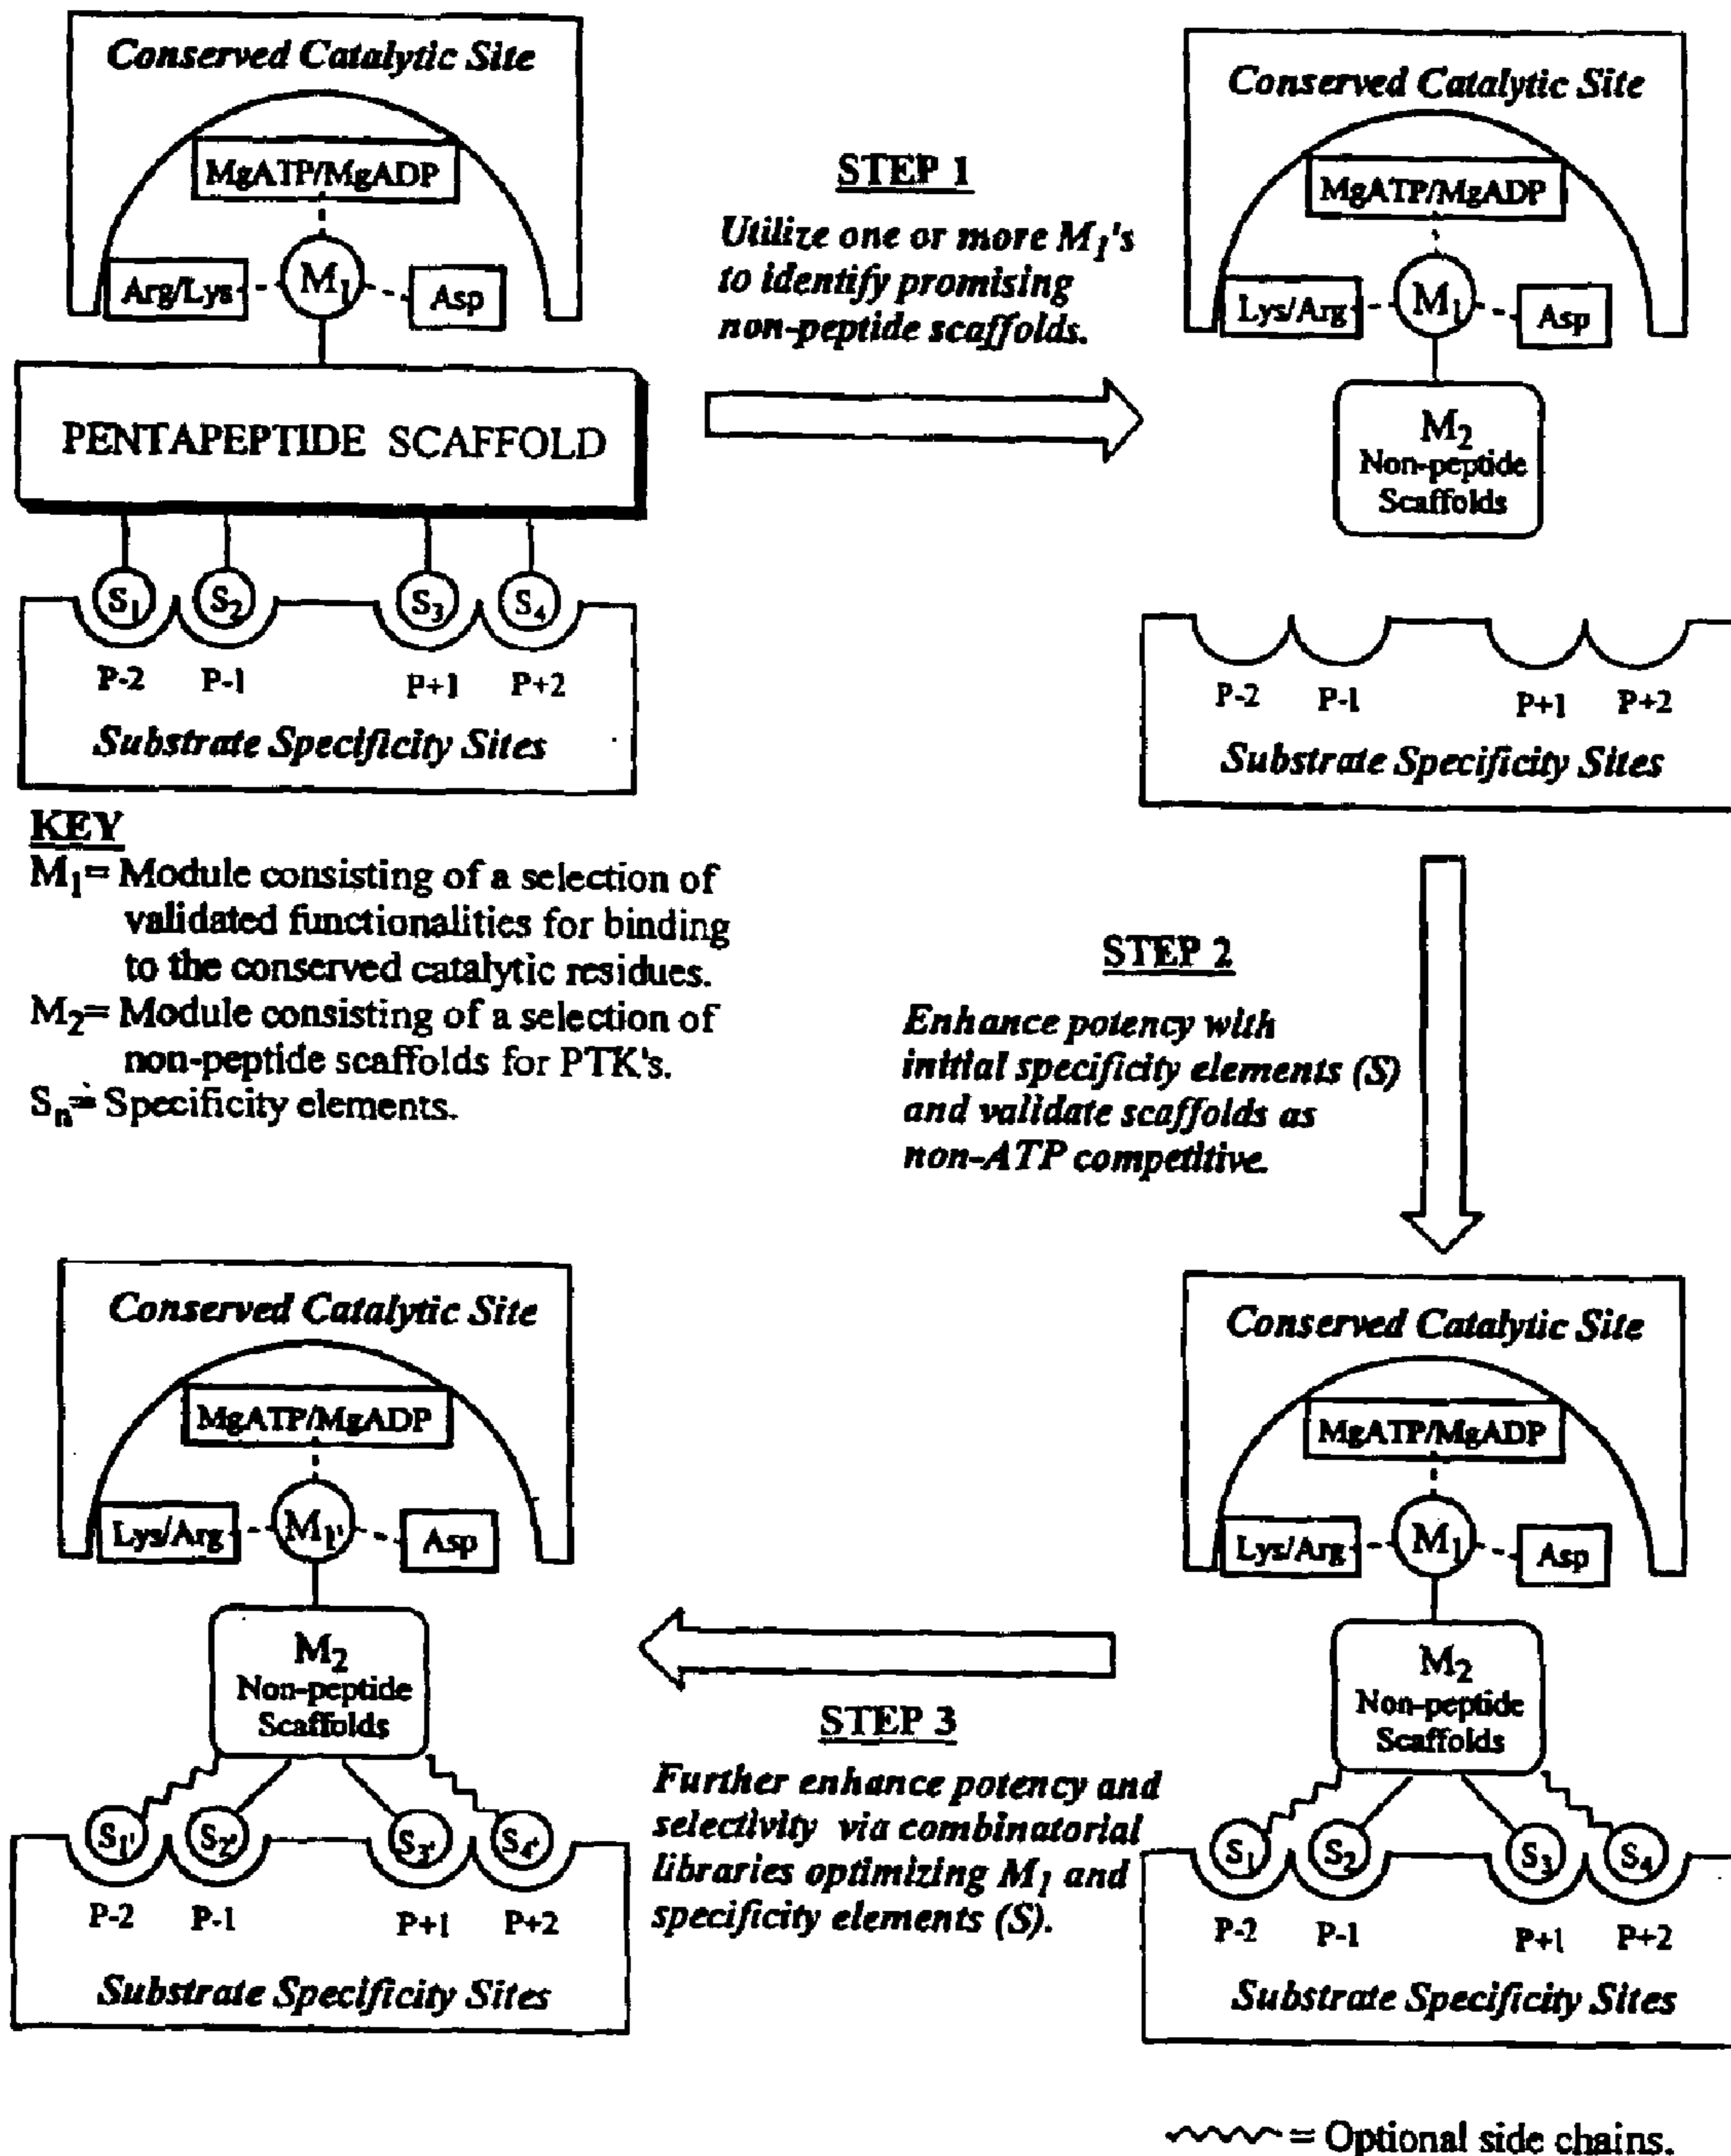 Conserved Catalytic Site
MgATP/MgADP
Arg/Lys
M₁
Asp
PENTAPEPTIDE SCAFFOLD
S₁
S₂
S₃
S₄
P-2
P-1
P+1
P+2
Substrate Specificity Sites
STEP 1
Utilize one or more M₁'s
to identify promising
non-peptide scaffolds.
Conserved Catalytic Site
MgATP/MgADP
Lys/Arg
M₁
Asp
M₂
Non-peptide
Scaffolds
P-2
P-1
P+1
P+2
Substrate Specificity Sites
KEY
M₁= Module consisting of a selection of
validated functionalities for binding
to the conserved catalytic residues.
M₂= Module consisting of a selection of
non-peptide scaffolds for PTK's.
Sₙ= Specificity elements.
STEP 2
Enhance potency with
initial specificity elements (S)
and validate scaffolds as
non-ATP competitive.
Conserved Catalytic Site
MgATP/MgADP
Lys/Arg
M₁
Asp
M₂
Non-peptide
Scaffolds
S₁
S₂
S₃
S₄
P-2
P-1
P+1
P+2
Substrate Specificity Sites
STEP 3
Further enhance potency and
selectivity via combinatorial
libraries optimizing M₁ and
specificity elements (S).
Conserved Catalytic Site
MgATP/MgADP
Lys/Arg
M₁'
Asp
M₂
Non-peptide
Scaffolds
S₁'
S₂'
S₃'
S₄'
P-2
P-1
P+1
P+2
Substrate Specificity Sites
= Optional side chains.